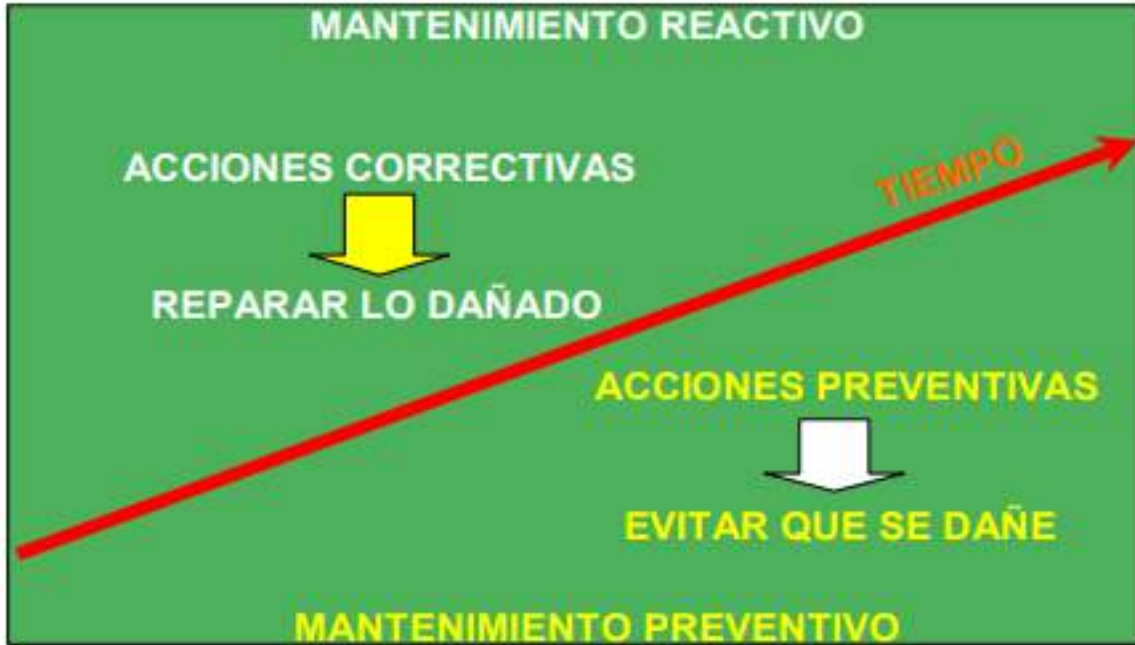 MANTENIMIENTO REACTIVO
ACCIONES CORRECTIVAS
TIEMPO
REPARAR LO DAÑADO
ACCIONES PREVENTIVAS
EVITAR QUE SE DAÑE
MANTENIMIENTO PREVENTIVO